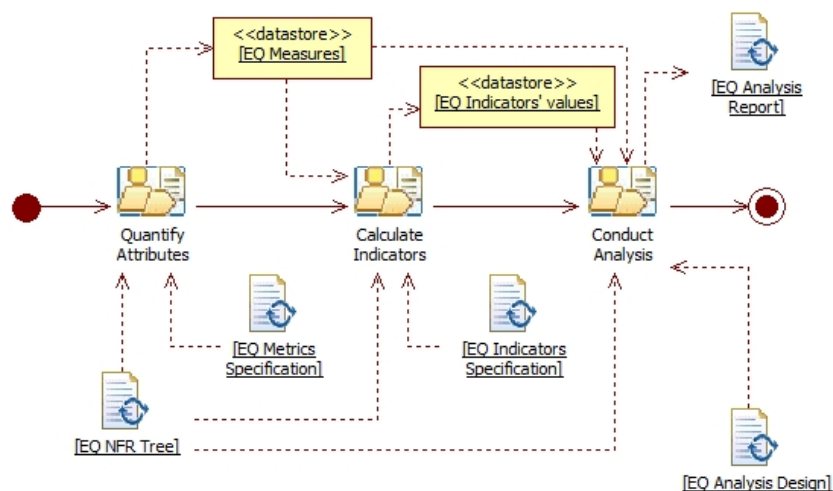 <<datastore>>
[EQ Measures]
<<datastore>>
[EQ Indicators' values]
[EQ Analysis
Report]
Quantify
Attributes
Calculate
Indicators
Conduct
Analysis
[EQ Metrics
Specification]
[EQ Indicators
Specification]
[EQ NFR Tree]
[EQ Analysis Design]